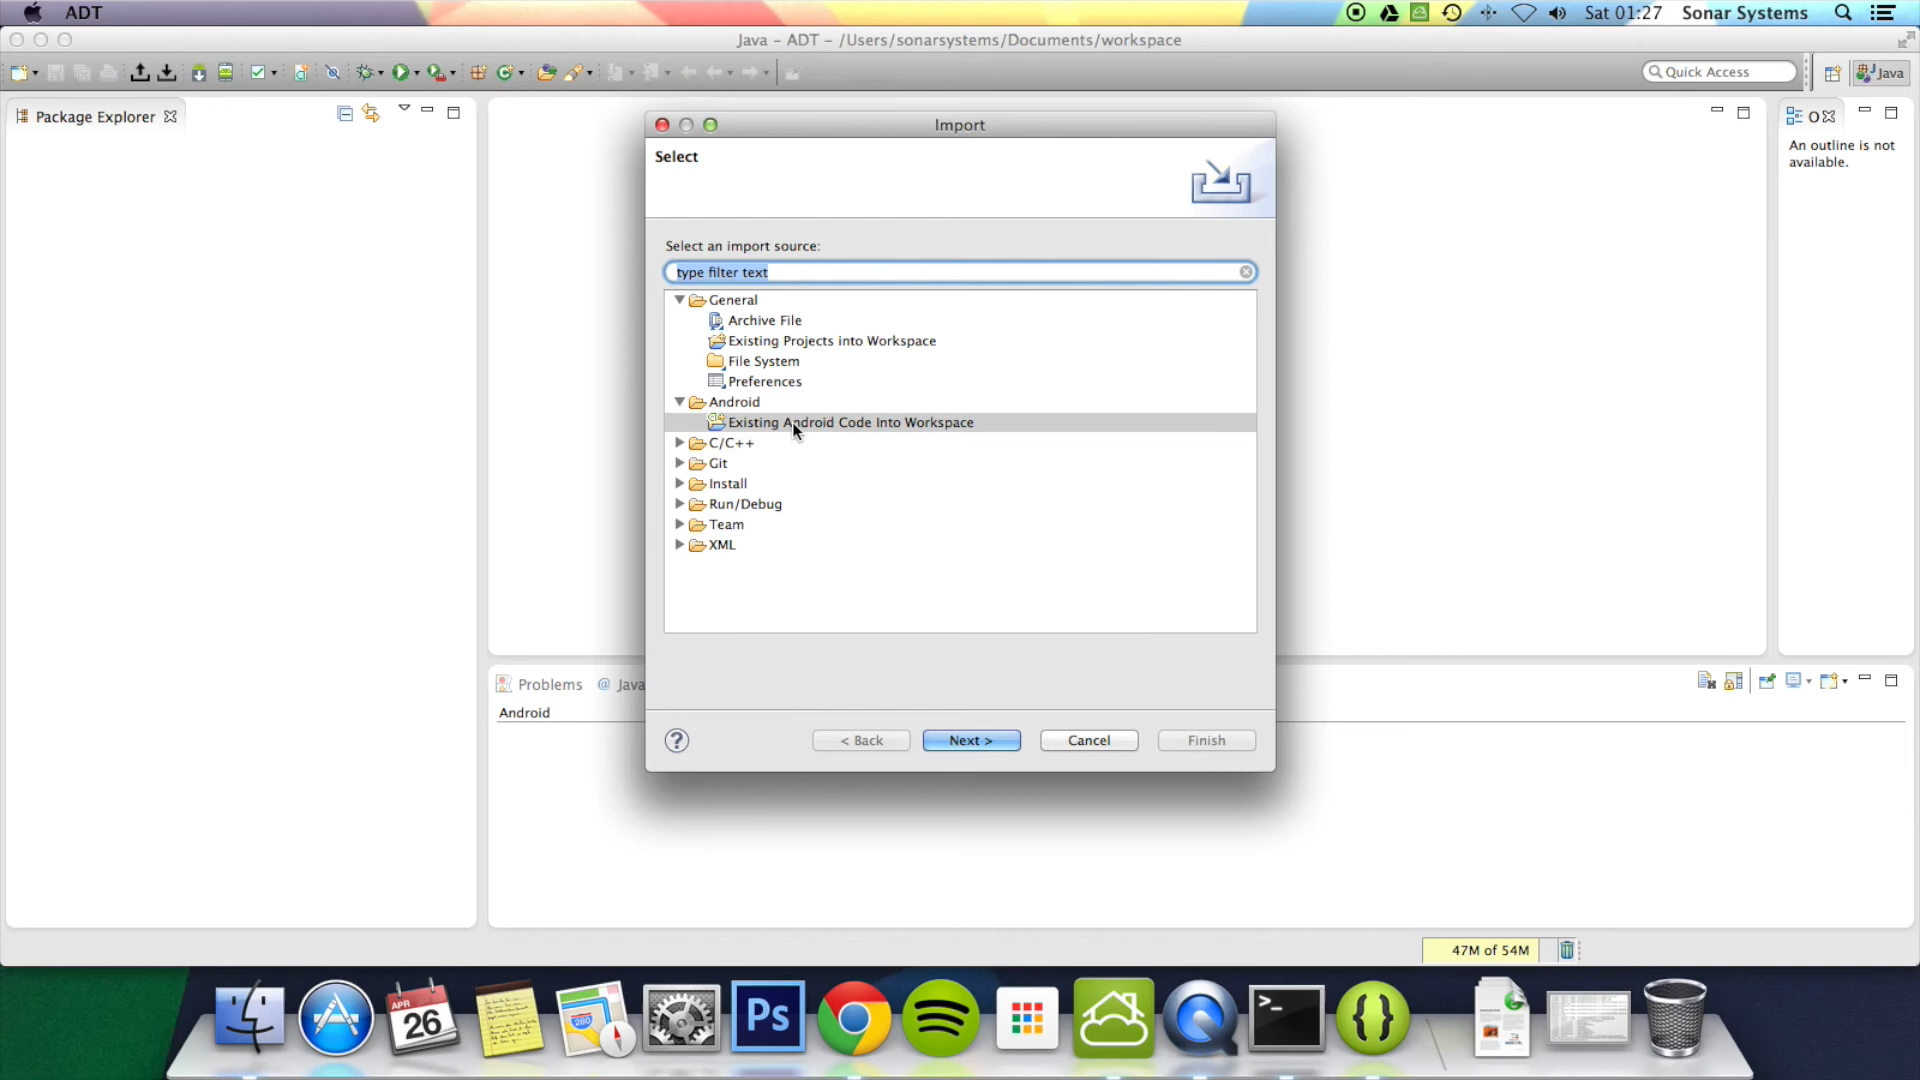 ADT
Sat 01:27
Sonar Systems
Java – ADT – /Users/sonarsystems/Documents/workspace
Quick Access
Java
Package Explorer
O
An outline is not
available.
Import
Select
Select an import source:
type filter text
General
Archive File
Existing Projects into Workspace
File System
Preferences
Android
Existing Android Code Into Workspace
C/C++
Git
Install
Run/Debug
Team
XML
Problems
@ Java
Android
?
< Back
Next >
Cancel
Finish
47M of 54M
APR
26
280
Ps
>_
{}